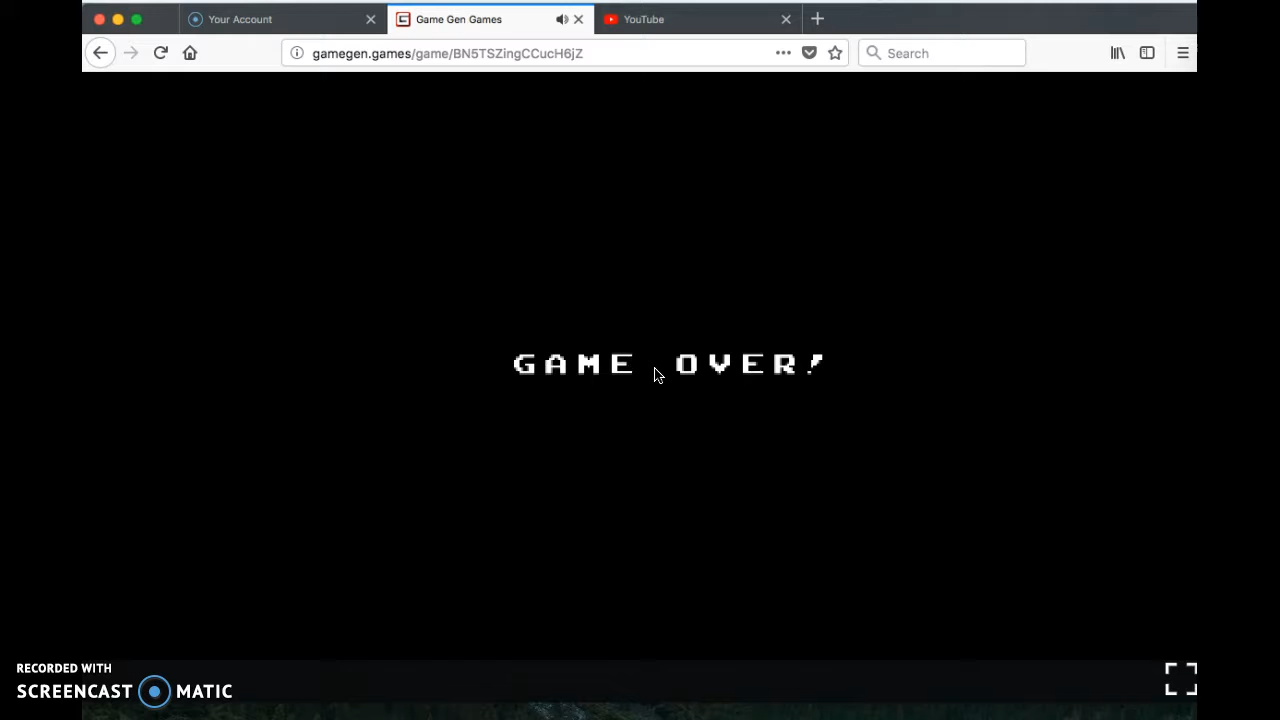 Your Account
Game Gen Games
YouTube
gamegen.games/game/BN5TSZingCCucH6jZ
Search
GAME OVER!
RECORDED WITH
SCREENCAST MATIC